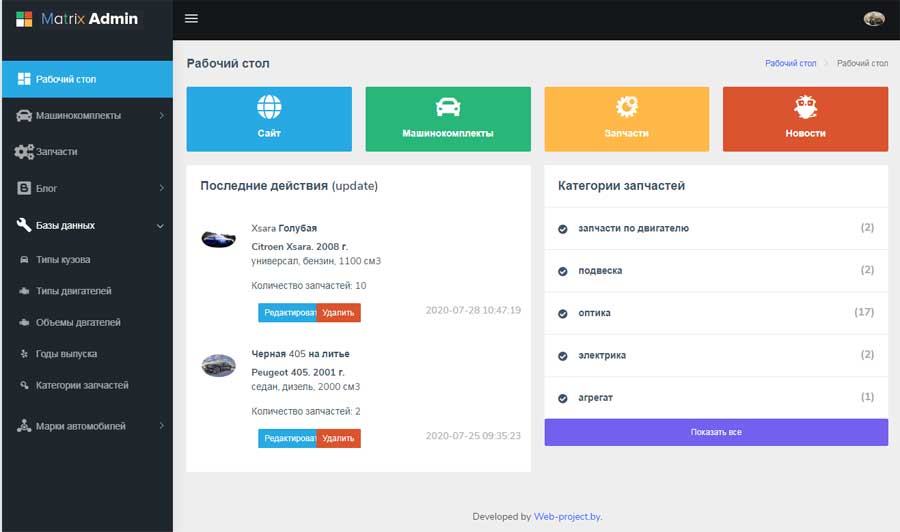 Matrix Admin
Рабочий стол
Машинокомплекты
Запчасти
Блог
Базы данных
Типы кузова
Типы двигателей
Объемы двгателей
Годы выпуска
Категории запчастей
Марки автомобилей
Рабочий стол
Рабочий стол > Рабочий стол
Сайт
Машинокомплекты
Запчасти
Новости
Последние действия (update)
Xsara Голубая
Citroen Xsara. 2008 г.
универсал, бензин, 1100 см3
Количество запчастей: 10
Редактироват Удалить
2020-07-28 10:47:19
Черная 405 на литье
Peugeot 405. 2001 г.
седан, дизель, 2000 см3
Количество запчастей: 2
Редактироват Удалить
2020-07-25 09:35:23
Категории запчастей
запчасти по двигателю (2)
подвеска (2)
оптика (17)
электрика (2)
агрегат (1)
Показать все
Developed by Web-project.by.